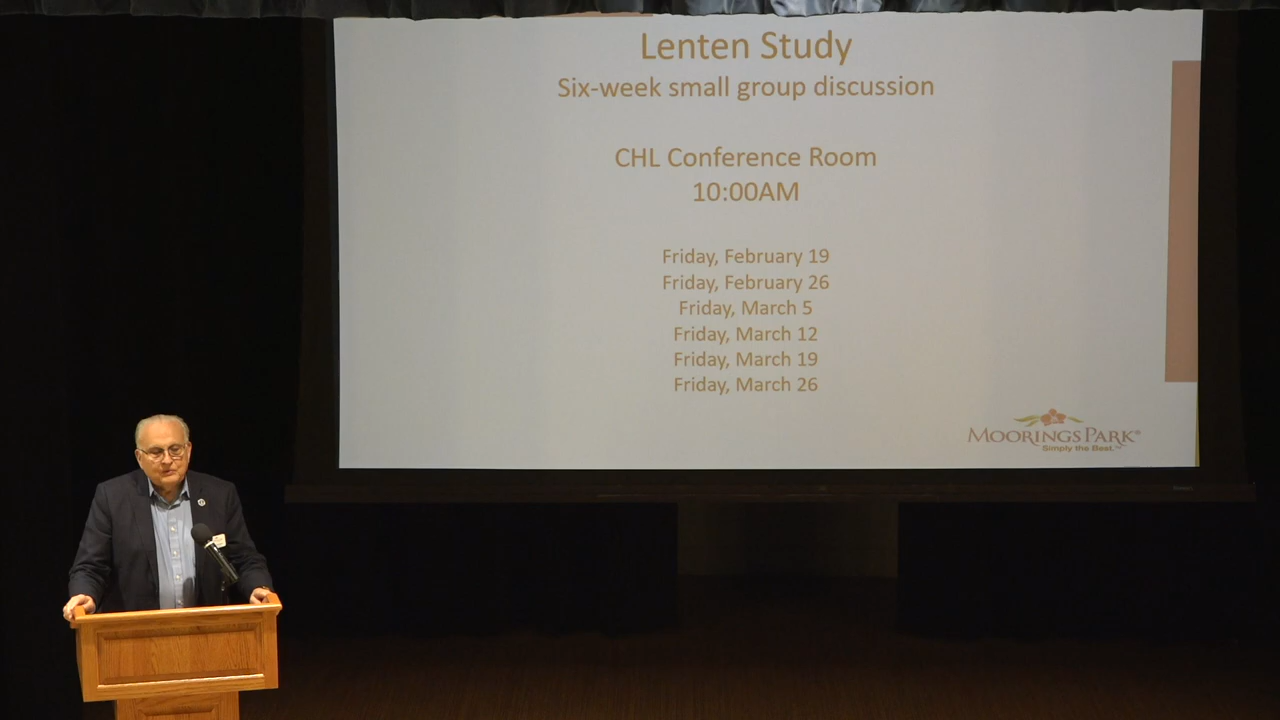 Lenten Study
Six-week small group discussion
CHL Conference Room
10:00AM
Friday, February 19
Friday, February 26
Friday, March 5
Friday, March 12
Friday, March 19
Friday, March 26
MOORINGS PARK®
Simply the Best.™